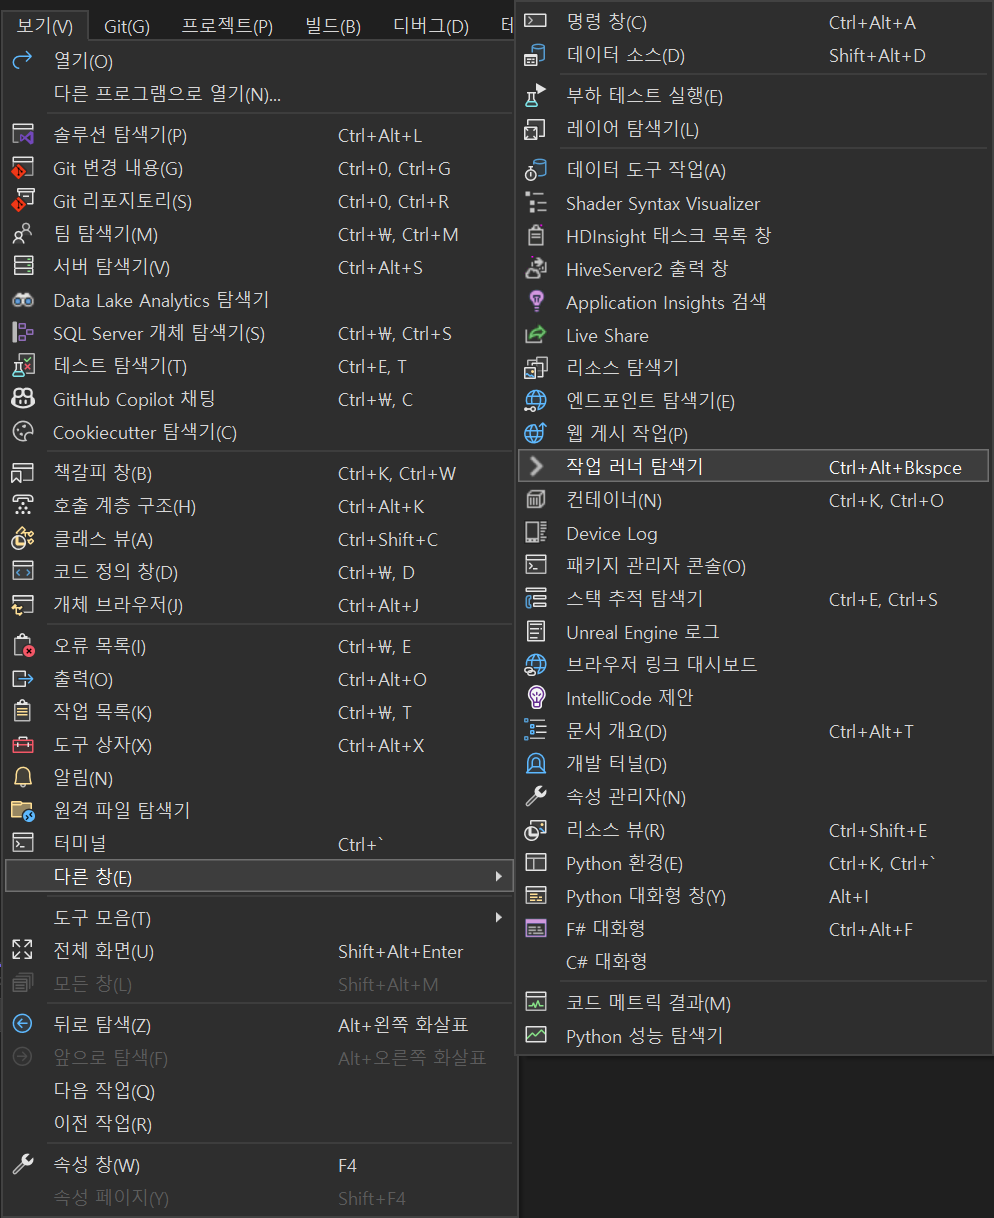 보기(V) Git(G) 프로젝트(P) 빌드(B) 디버그(D) 테
열기(O)
다른 프로그램으로 열기(N)...
솔루션 탐색기(P) Ctrl+Alt+L
Git 변경 내용(G) Ctrl+0, Ctrl+G
Git 리포지토리(S) Ctrl+0, Ctrl+R
팀 탐색기(M) Ctrl+₩, Ctrl+M
서버 탐색기(V) Ctrl+Alt+S
Data Lake Analytics 탐색기
SQL Server 개체 탐색기(S) Ctrl+₩, Ctrl+S
테스트 탐색기(T) Ctrl+E, T
GitHub Copilot 채팅 Ctrl+₩, C
Cookiecutter 탐색기(C)
책갈피 창(B) Ctrl+K, Ctrl+W
호출 계층 구조(H) Ctrl+Alt+K
클래스 뷰(A) Ctrl+Shift+C
코드 정의 창(D) Ctrl+₩, D
개체 브라우저(J) Ctrl+Alt+J
오류 목록(I) Ctrl+₩, E
출력(O) Ctrl+Alt+O
작업 목록(K) Ctrl+₩, T
도구 상자(X) Ctrl+Alt+X
알림(N)
원격 파일 탐색기
터미널 Ctrl+`
다른 창(E)
도구 모음(T)
전체 화면(U) Shift+Alt+Enter
모든 창(L) Shift+Alt+M
뒤로 탐색(Z) Alt+왼쪽 화살표
앞으로 탐색(F) Alt+오른쪽 화살표
다음 작업(Q)
이전 작업(R)
속성 창(W) F4
속성 페이지(Y) Shift+F4
명령 창(C) Ctrl+Alt+A
데이터 소스(D) Shift+Alt+D
부하 테스트 실행(E)
레이어 탐색기(L)
데이터 도구 작업(A)
Shader Syntax Visualizer
HDInsight 태스크 목록 창
HiveServer2 출력 창
Application Insights 검색
Live Share
리소스 탐색기
엔드포인트 탐색기(E)
웹 게시 작업(P)
작업 러너 탐색기 Ctrl+Alt+Bkspce
컨테이너(N) Ctrl+K, Ctrl+O
Device Log
패키지 관리자 콘솔(O)
스택 추적 탐색기 Ctrl+E, Ctrl+S
Unreal Engine 로그
브라우저 링크 대시보드
IntelliCode 제안
문서 개요(D) Ctrl+Alt+T
개발 터널(D)
속성 관리자(N)
리소스 뷰(R) Ctrl+Shift+E
Python 환경(E) Ctrl+K, Ctrl+`
Python 대화형 창(Y) Alt+I
F# 대화형 Ctrl+Alt+F
C# 대화형
코드 메트릭 결과(M)
Python 성능 탐색기